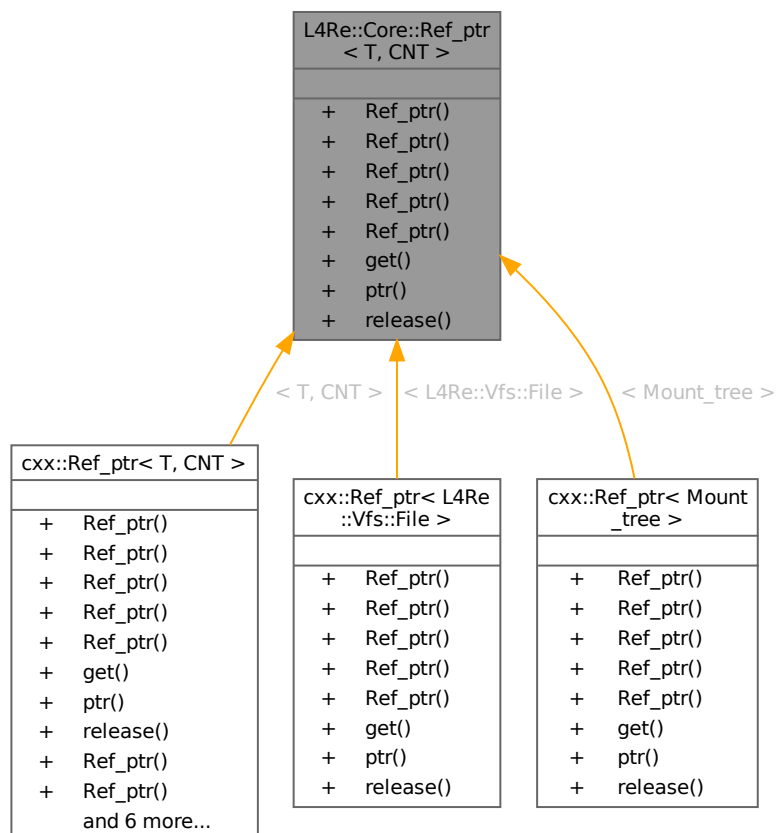 L4Re::Core::Ref_ptr
< T, CNT >
+ Ref_ptr()
+ Ref_ptr()
+ Ref_ptr()
+ Ref_ptr()
+ Ref_ptr()
+ get()
+ ptr()
+ release()
< T, CNT >
< L4Re::Vfs::File >
< Mount_tree >
cxx::Ref_ptr< T, CNT >
+ Ref_ptr()
+ Ref_ptr()
+ Ref_ptr()
+ Ref_ptr()
+ Ref_ptr()
+ get()
+ ptr()
+ release()
+ Ref_ptr()
+ Ref_ptr()
and 6 more...
cxx::Ref_ptr< L4Re
::Vfs::File >
+ Ref_ptr()
+ Ref_ptr()
+ Ref_ptr()
+ Ref_ptr()
+ Ref_ptr()
+ get()
+ ptr()
+ release()
cxx::Ref_ptr< Mount
_tree >
+ Ref_ptr()
+ Ref_ptr()
+ Ref_ptr()
+ Ref_ptr()
+ Ref_ptr()
+ get()
+ ptr()
+ release()